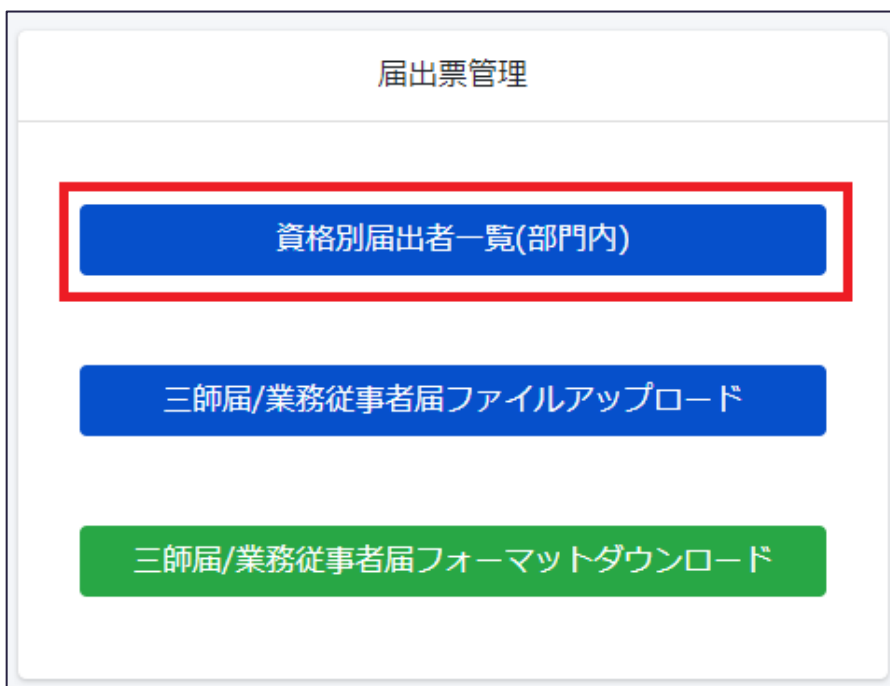 届出票管理
資格別届出者一覧(部門内)
三師届/業務従事者届ファイルアップロード
三師届/業務従事者届フォーマットダウンロード